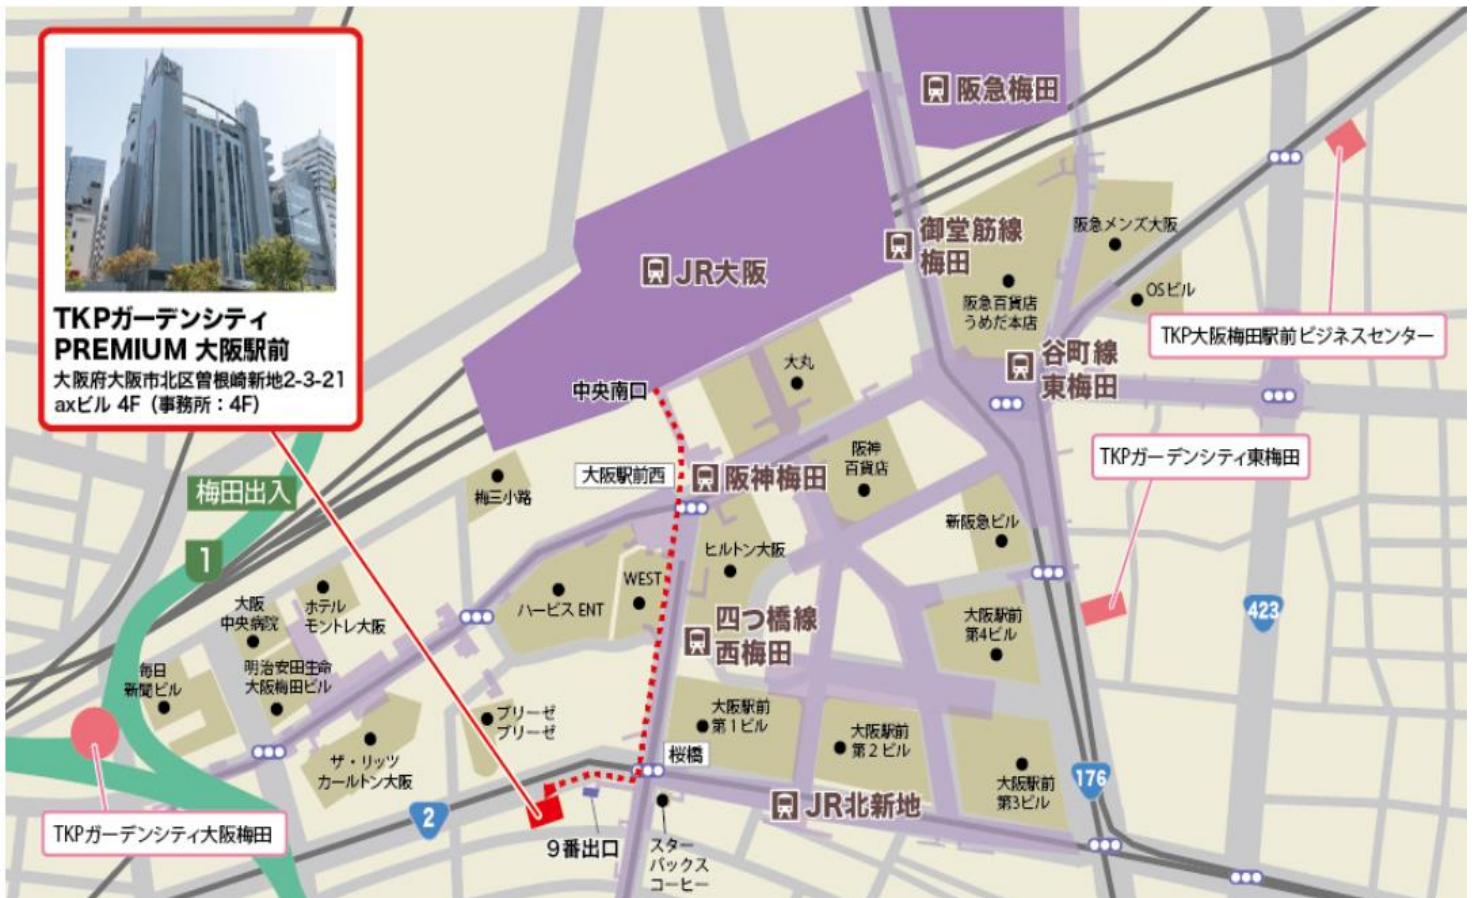 TKPガーデンシティ
PREMIUM 大阪駅前
大阪府大阪市北区曽根崎新地2-3-21
axビル 4F（事務所：4F）
阪急梅田
御堂筋線
梅田
阪急メンズ大阪
JR大阪
阪急百貨店
うめだ本店
OSビル
TKP大阪梅田駅前ビジネスセンター
谷町線
東梅田
大丸
中央南口
大阪駅前西
阪神梅田
阪神
百貨店
TKPガーデンシティ東梅田
梅三小路
梅田出入
新阪急ビル
1
ヒルトン大阪
WEST
ハービス ENT
大阪
中央病院
ホテル
モントレ大阪
四つ橋線
西梅田
大阪駅前
第4ビル
423
毎日
新聞ビル
明治安田生命
大阪梅田ビル
ブリーゼ
ブリーゼ
大阪駅前
第1ビル
大阪駅前
第2ビル
桜橋
ザ・リッツ
カールトン大阪
大阪駅前
第3ビル
176
2
JR北新地
TKPガーデンシティ大阪梅田
9番出口
スター
バックス
コーヒー